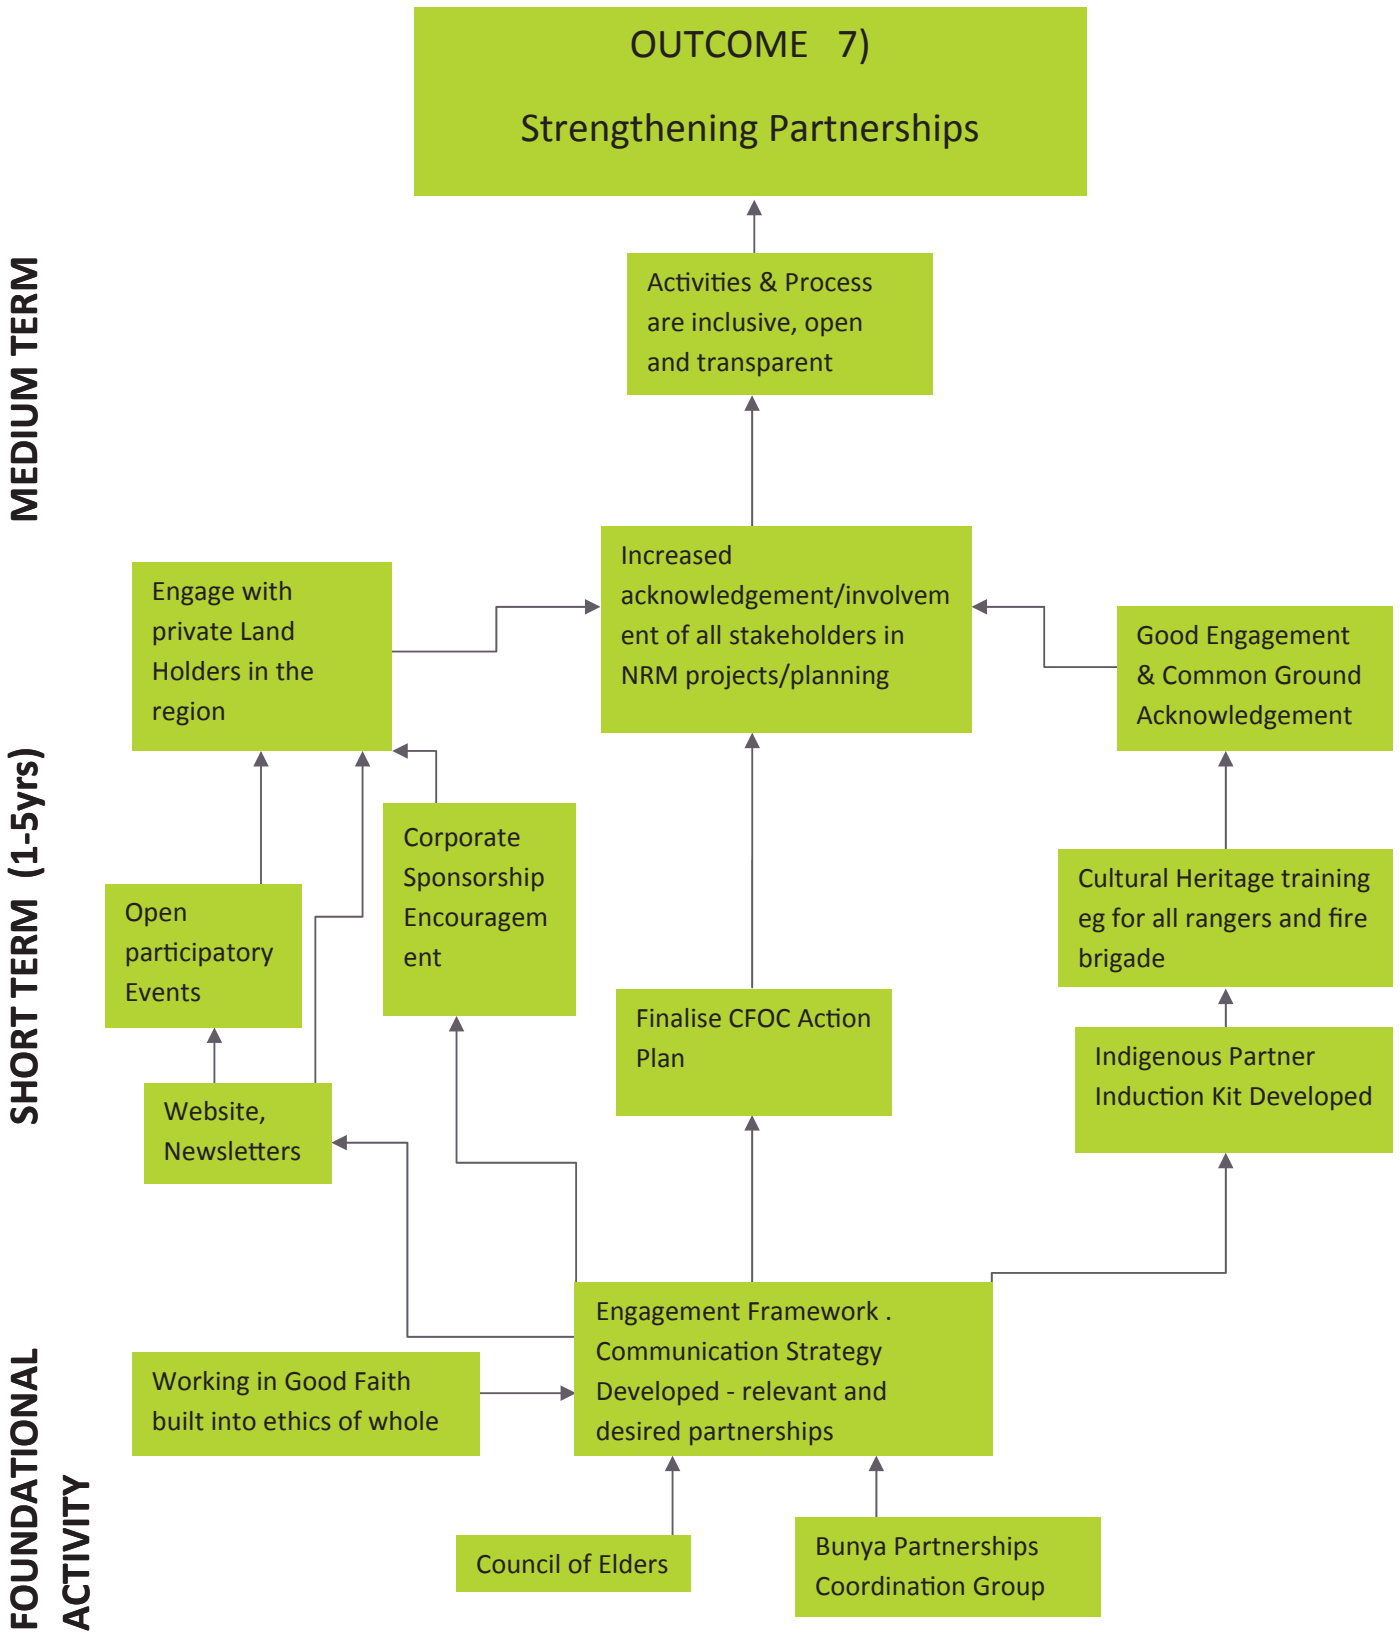 OUTCOME 7)
Strengthening Partnerships
MEDIUM TERM
Activities & Process
are inclusive, open
and transparent
Engage with
private Land
Holders in the
region
Increased
acknowledgement/involvem
ent of all stakeholders in
NRM projects/planning
Good Engagement
& Common Ground
Acknowledgement
SHORT TERM (1-5yrs)
Corporate
Sponsorship
Encouragem
ent
Open
participatory
Events
Cultural Heritage training
eg for all rangers and fire
brigade
Finalise CFOC Action
Plan
Website,
Newsletters
Indigenous Partner
Induction Kit Developed
FOUNDATIONAL
ACTIVITY
Engagement Framework .
Communication Strategy
Developed - relevant and
desired partnerships
Working in Good Faith
built into ethics of whole
Council of Elders
Bunya Partnerships
Coordination Group